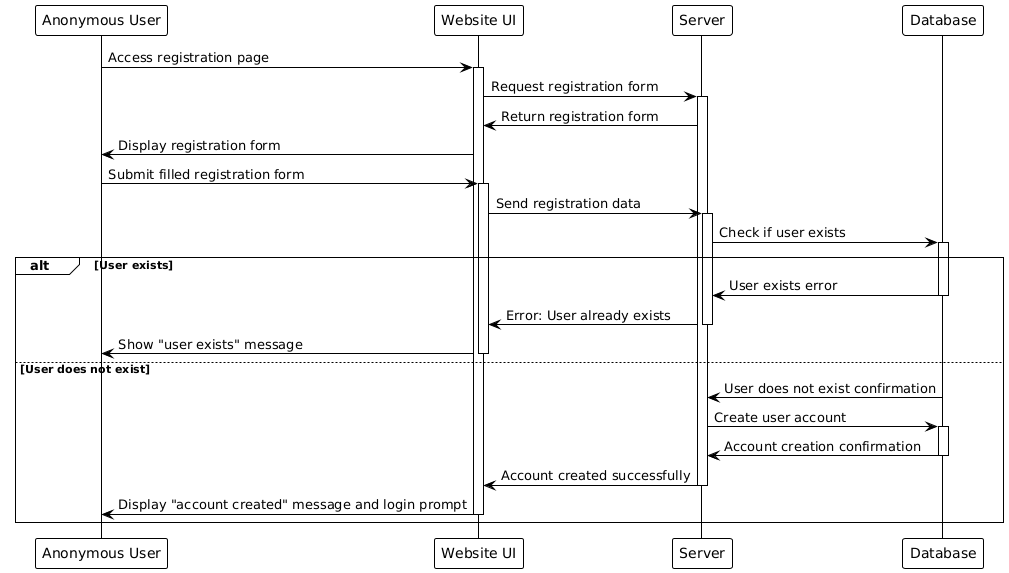 Anonymous User
Website UI
Server
Database
Access registration page
Request registration form
Return registration form
Display registration form
Submit filled registration form
Send registration data
Check if user exists
alt
[User exists]
User exists error
Error: User already exists
Show "user exists" message
[User does not exist]
User does not exist confirmation
Create user account
Account creation confirmation
Account created successfully
Display "account created" message and login prompt
Anonymous User
Website UI
Server
Database